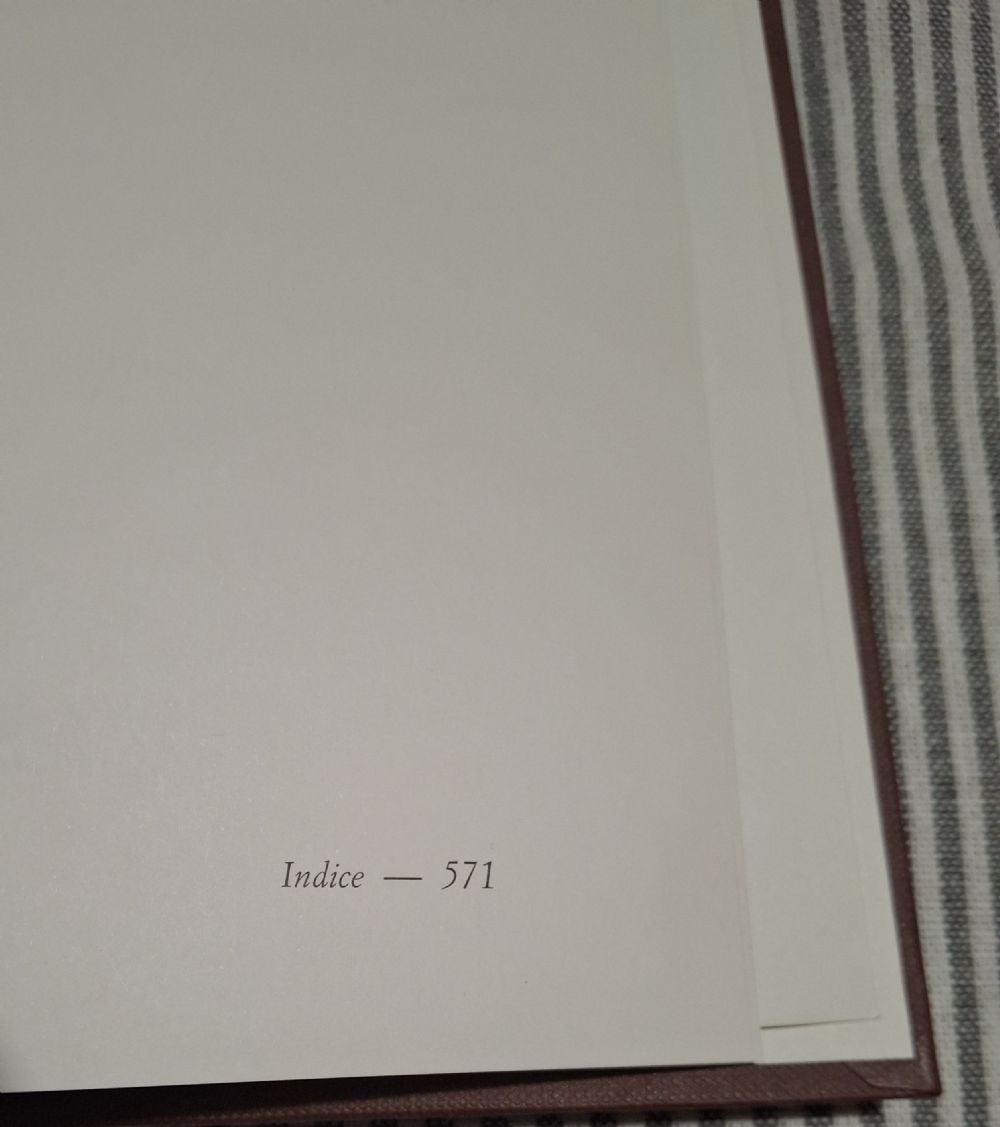 Indice — 571